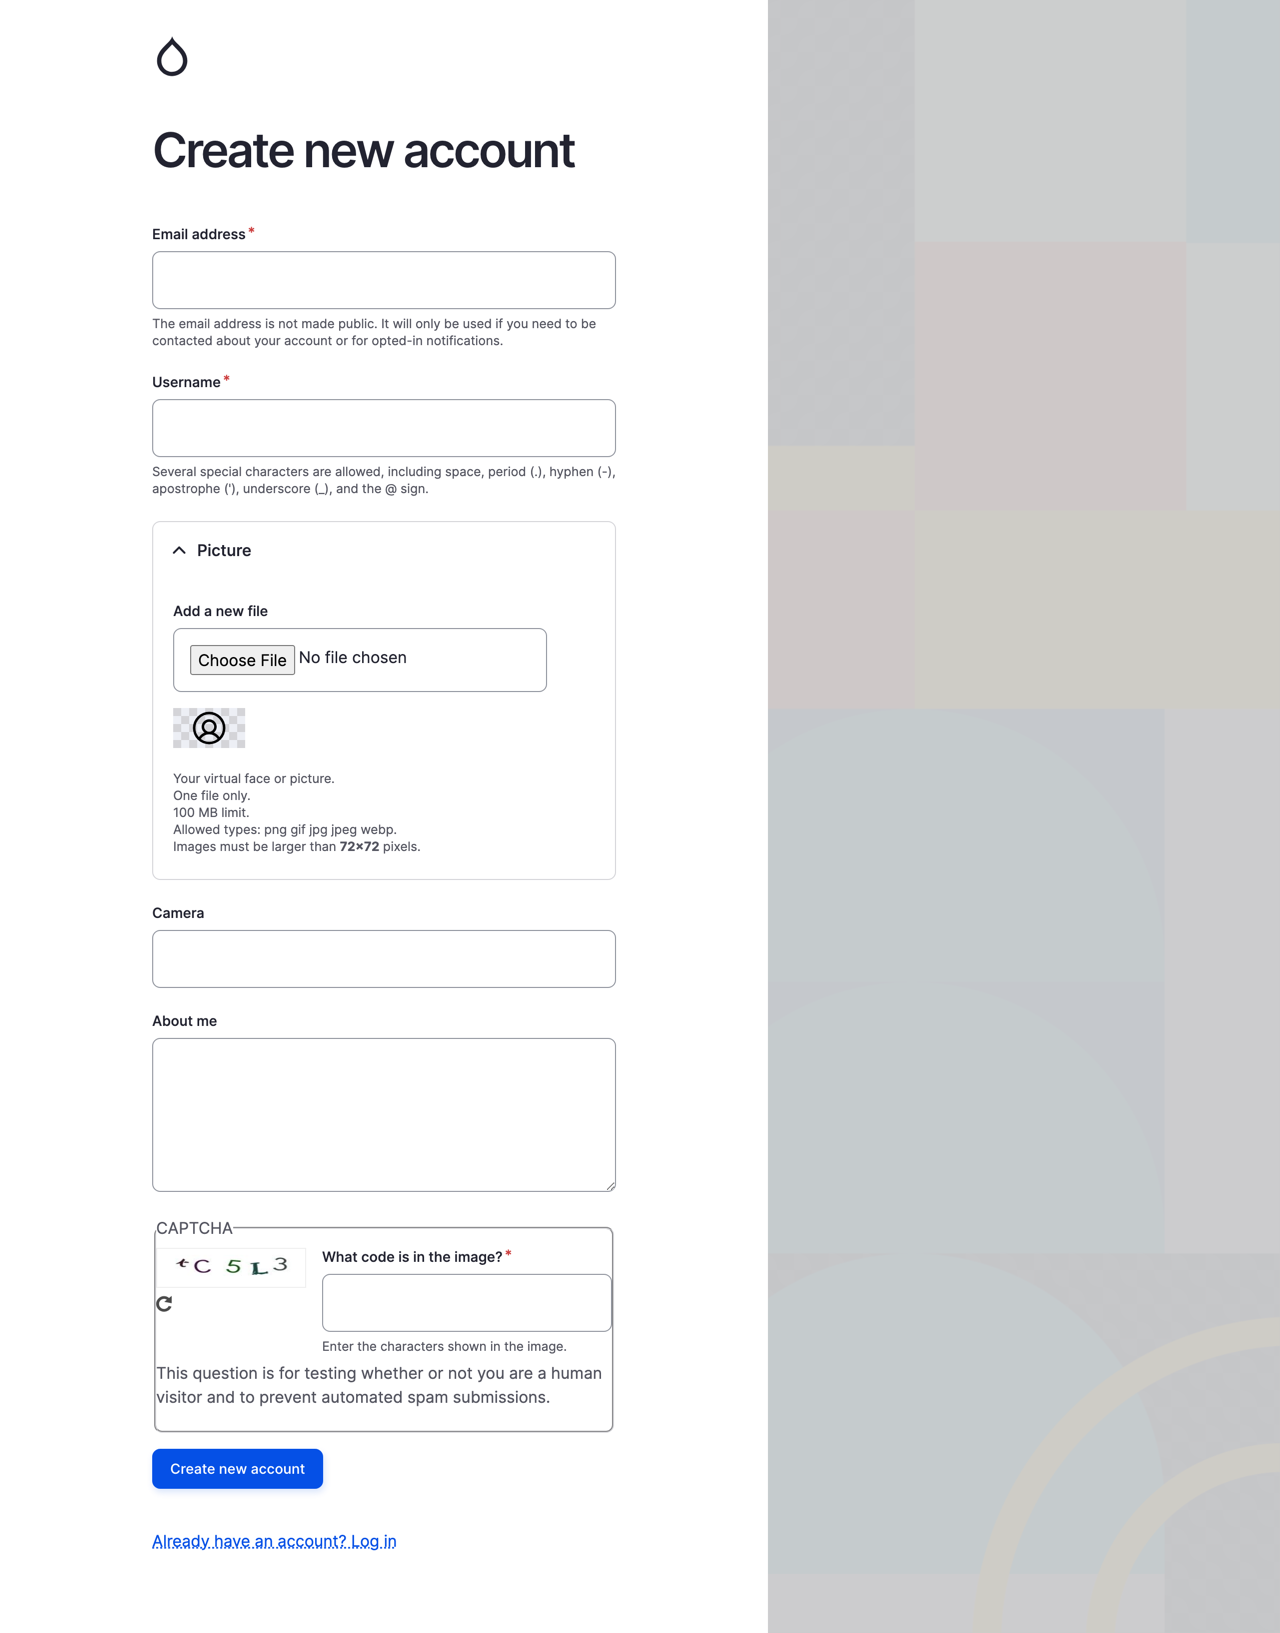 Create new account
Email address*
The email address is not made public. It will only be used if you need to be
contacted about your account or for opted-in notifications.
Username*
Several special characters are allowed, including space, period (.), hyphen (-),
apostrophe ('), underscore (_), and the @ sign.
Picture
Add a new file
Choose File No file chosen
Your virtual face or picture.
One file only.
100 MB limit.
Allowed types: png gif jpg jpeg webp.
Images must be larger than 72×72 pixels.
Camera
About me
CAPTCHA
tC5L3
What code is in the image?*
Enter the characters shown in the image.
This question is for testing whether or not you are a human
visitor and to prevent automated spam submissions.
Create new account
Already have an account? Log in